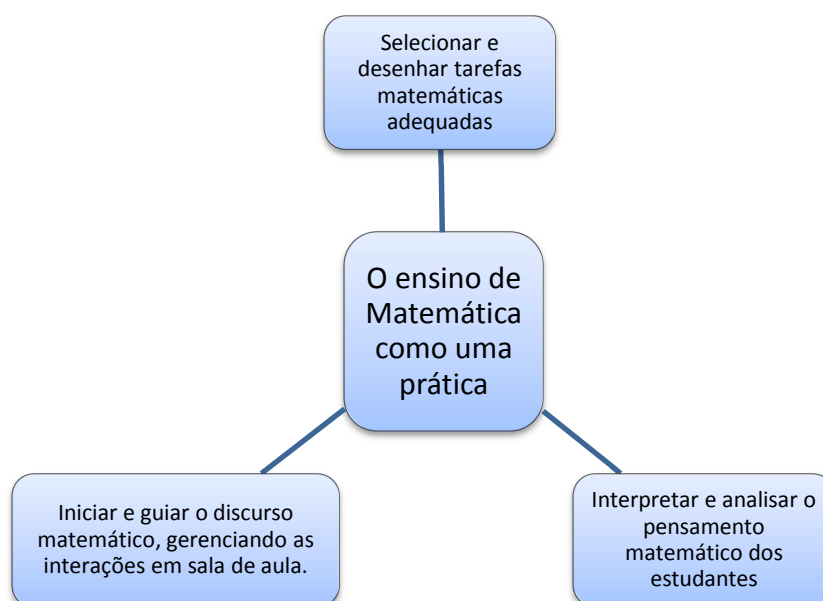 Selecionar e
desenhar tarefas
matemáticas
adequadas
O ensino de
Matemática
como uma
prática
Iniciar e guiar o discurso
matemático, gerenciando as
interações em sala de aula.
Interpretar e analisar o
pensamento
matemático dos
estudantes